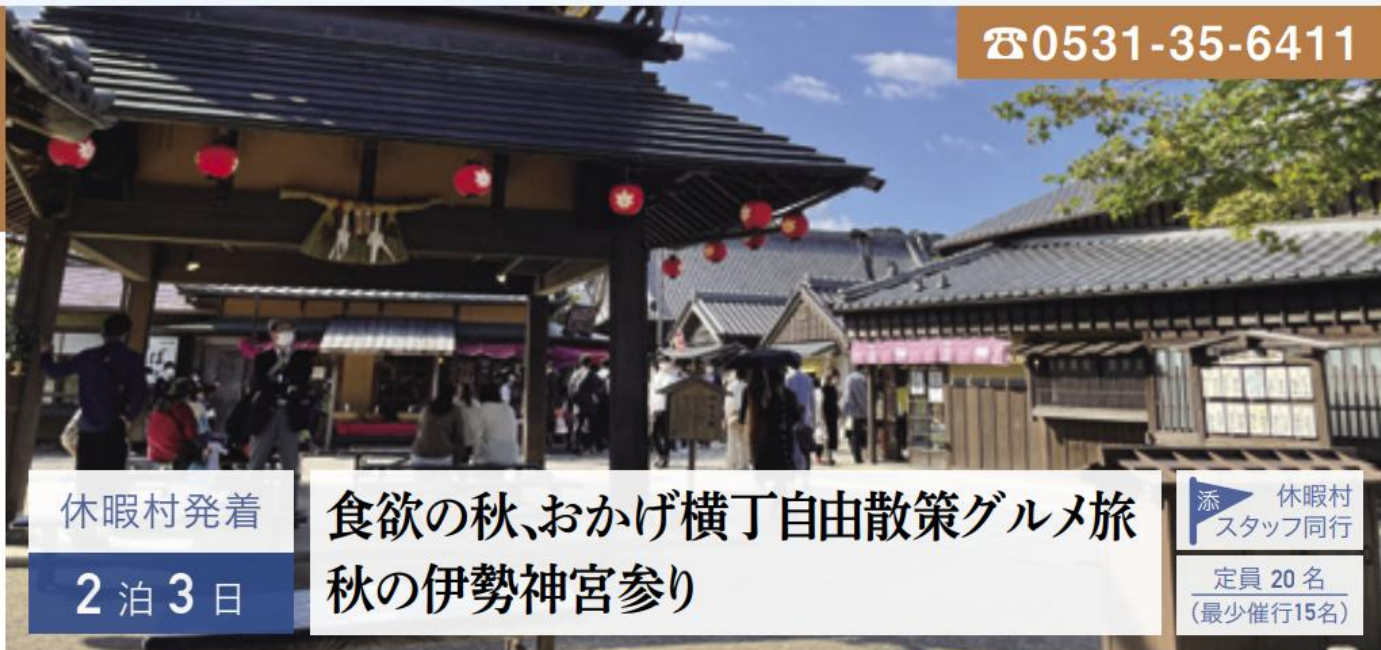 ☎0531-35-6411
休暇村発着
2泊3日
食欲の秋、おかげ横丁自由散策グルメ旅
秋の伊勢神宮参り
添
休暇村
スタッフ同行
定員 20 名
(最少催行15名)